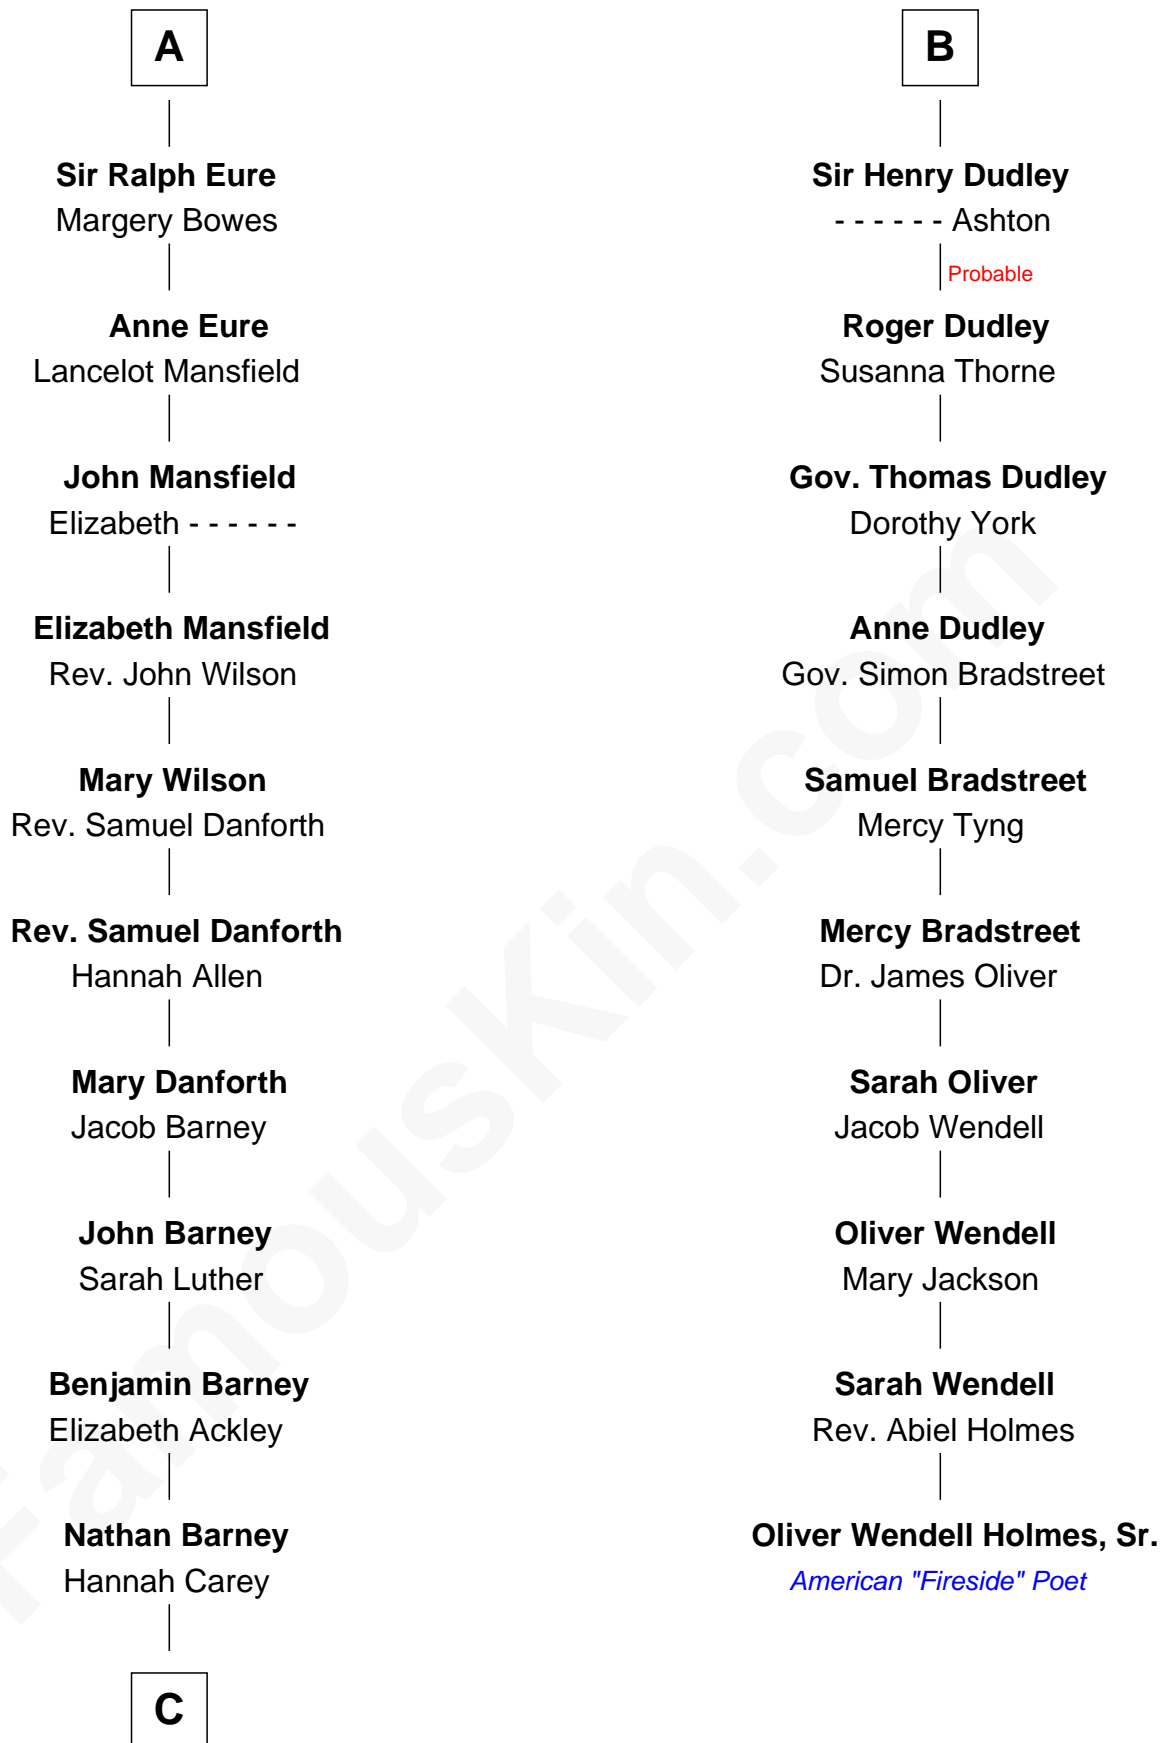 A
Sir Ralph Eure
Margery Bowes
Anne Eure
Lancelot Mansfield
John Mansfield
Elizabeth - - - - - -
Elizabeth Mansfield
Rev. John Wilson
Mary Wilson
Rev. Samuel Danforth
Rev. Samuel Danforth
Hannah Allen
Mary Danforth
Jacob Barney
John Barney
Sarah Luther
Benjamin Barney
Elizabeth Ackley
Nathan Barney
Hannah Carey
C
B
Sir Henry Dudley
- - - - - - Ashton
Probable
Roger Dudley
Susanna Thorne
Gov. Thomas Dudley
Dorothy York
Anne Dudley
Gov. Simon Bradstreet
Samuel Bradstreet
Mercy Tyng
Mercy Bradstreet
Dr. James Oliver
Sarah Oliver
Jacob Wendell
Oliver Wendell
Mary Jackson
Sarah Wendell
Rev. Abiel Holmes
Oliver Wendell Holmes, Sr.
American "Fireside" Poet
FamousKin.com